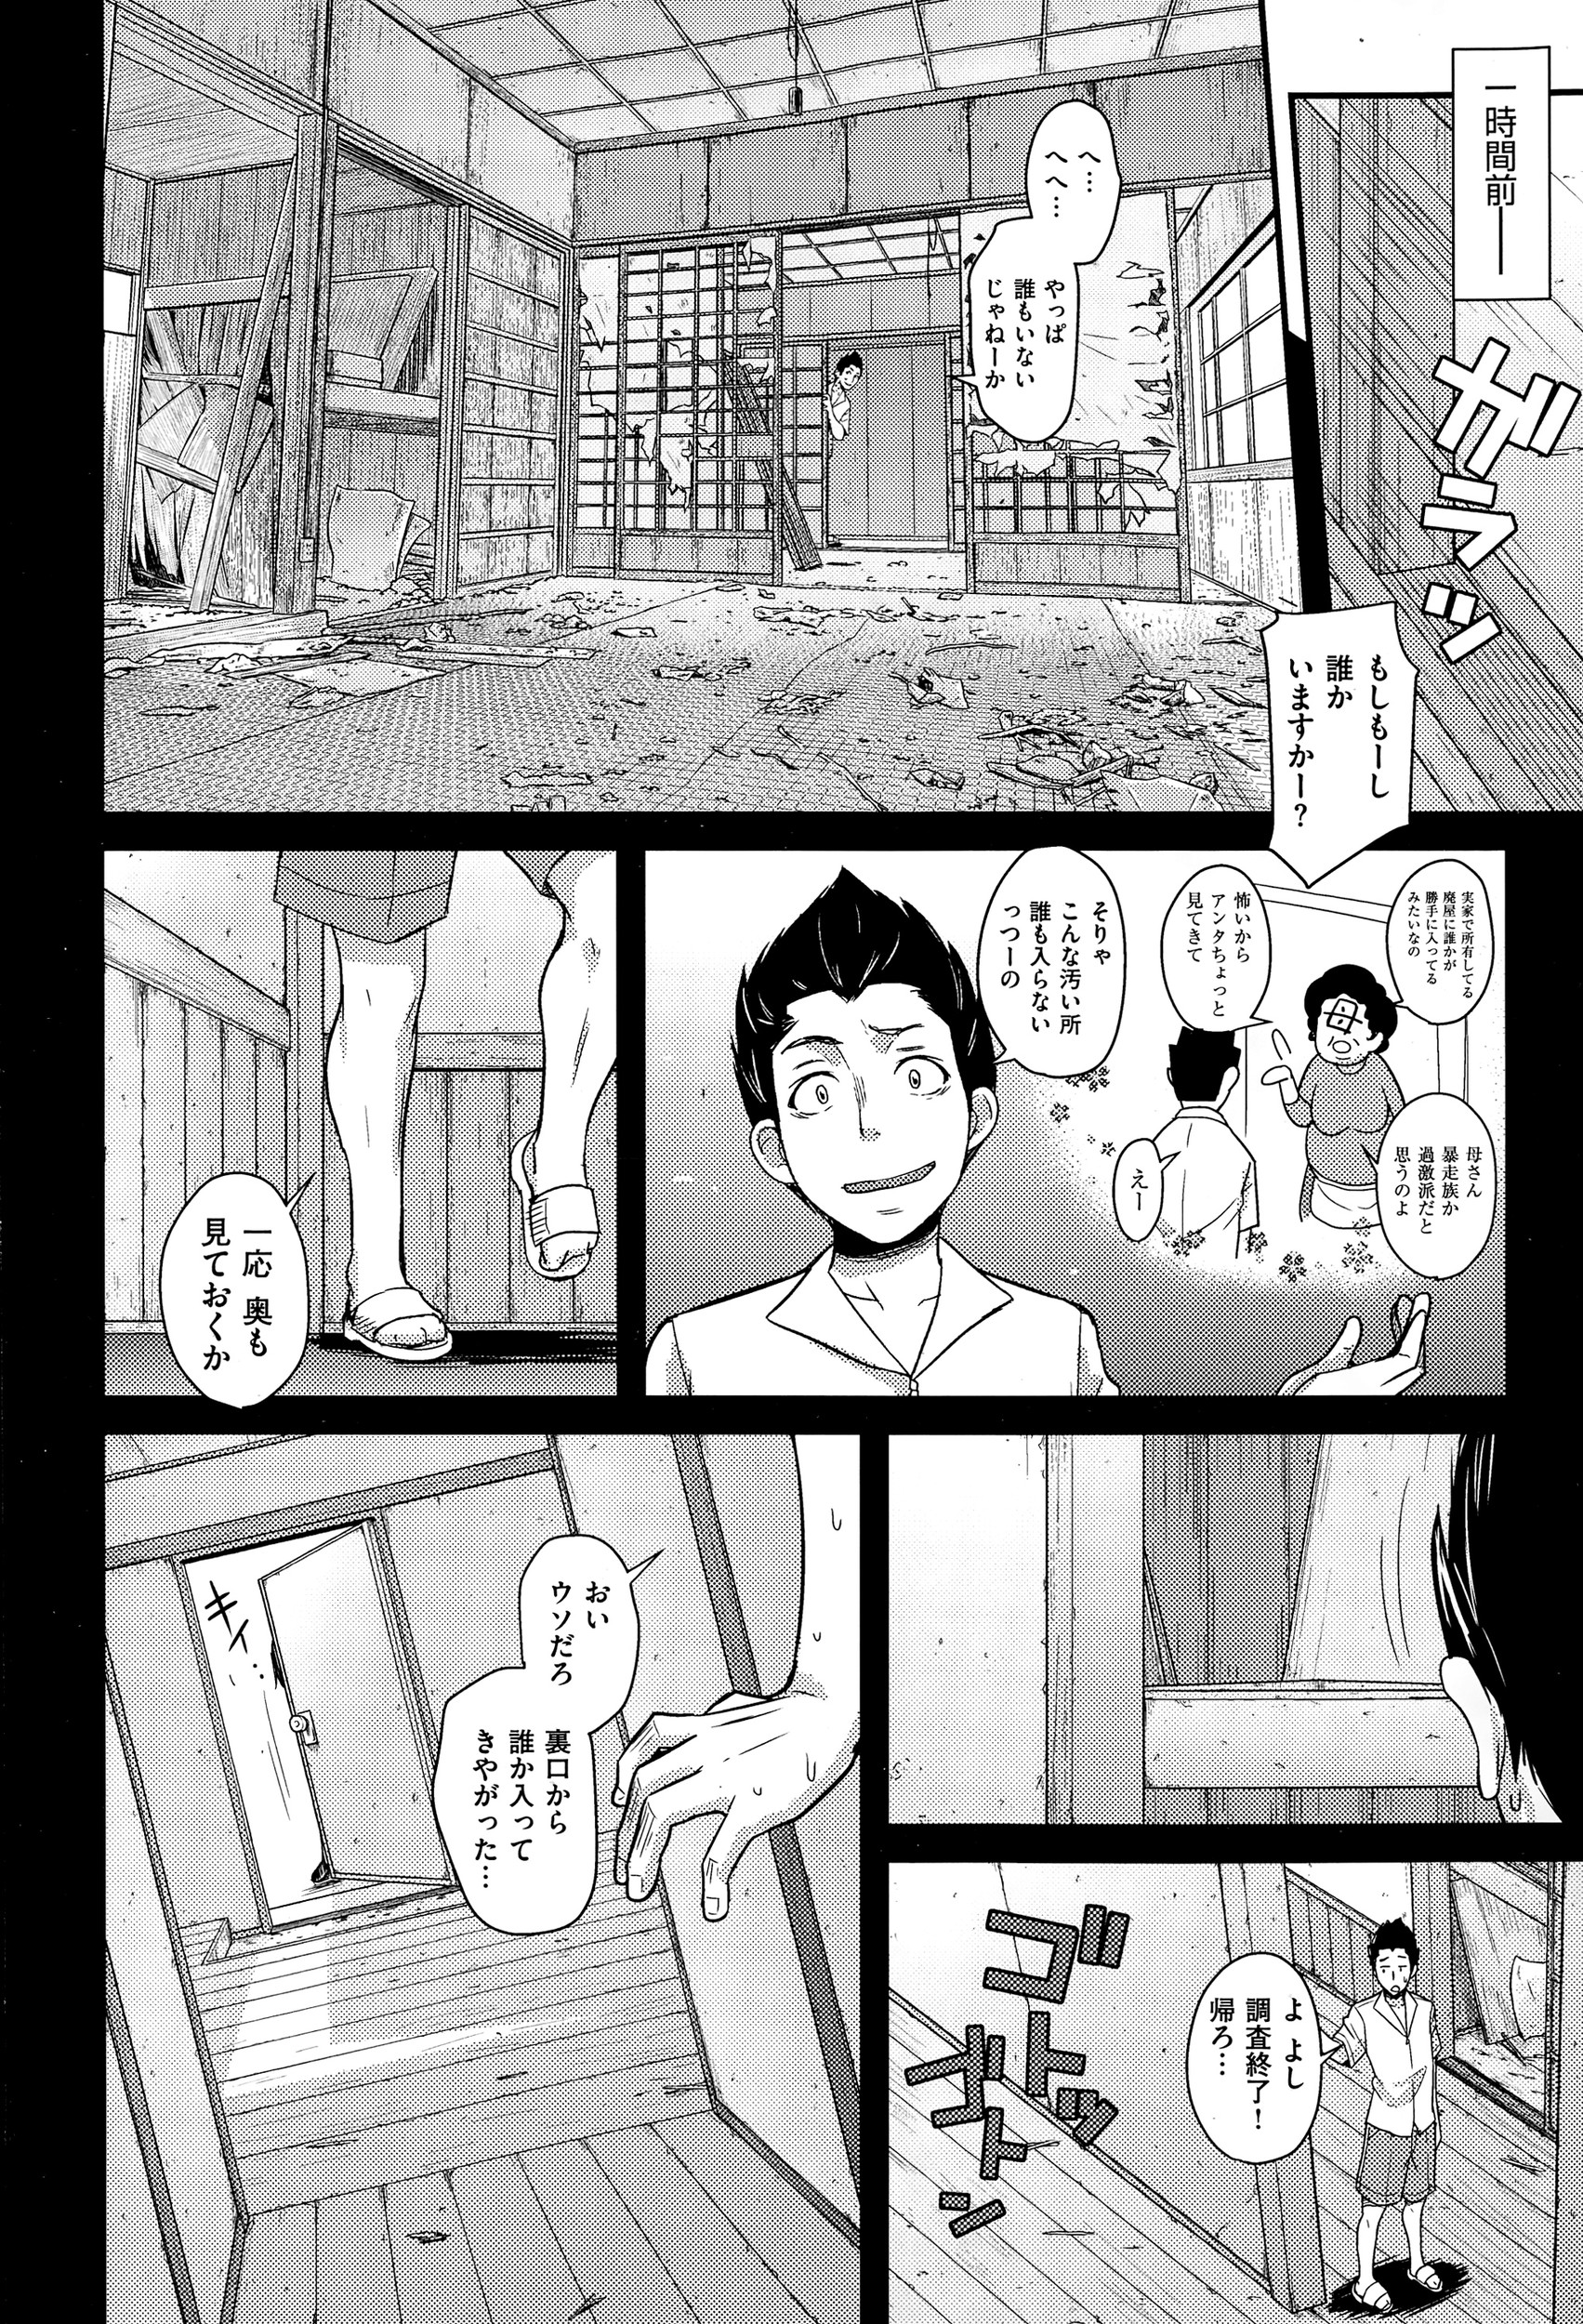 一時間前――
ガラッ
もしもーし
誰か
いますかー？
へ…
へへ…
やっぱ
誰もいない
じゃねーか
実家で所有してる
廃屋に誰かが
勝手に入ってる
みたいなの
怖いから
アンタちょっと
見てきて
母
母さん
暴走族か
過激派だと
思うのよ
えー
そりゃ
こんな汚い所
誰も入らない
っつーの
一応 奥も
見ておくか
よ よし
調査終了！
帰ろ…
ゴトッ
ゴトン
おい
ウソだろ
裏口から
誰か入って
きやがった…
キィ…